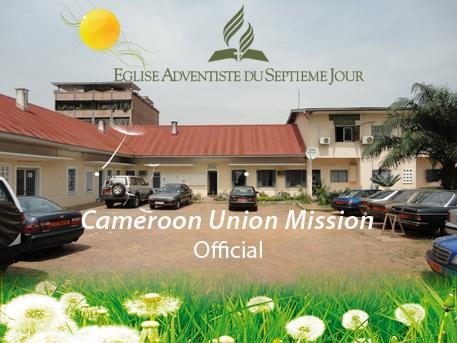 EGLISE ADVENTISTE DU SEPTIEME JOUR
Cameroon Union Mission
Official